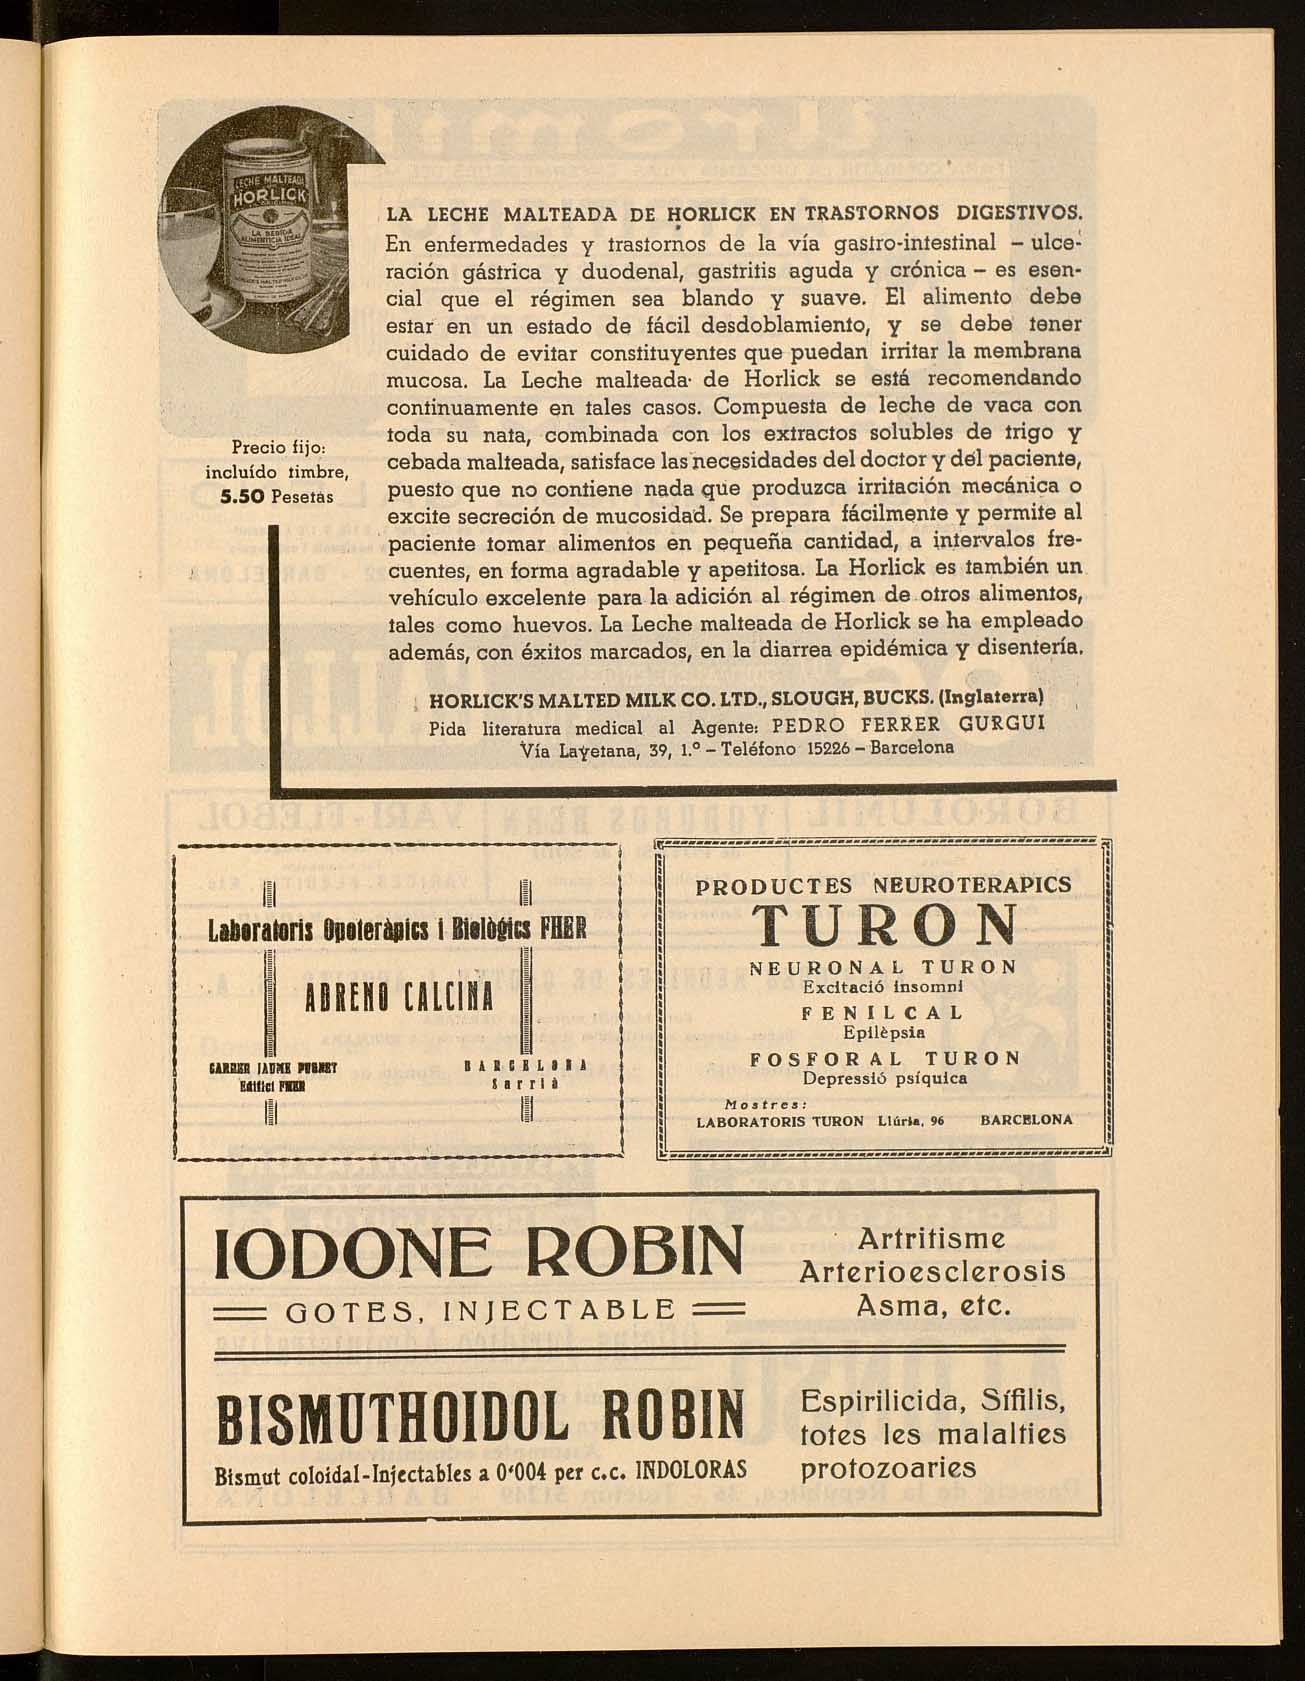 LECHE MALTEADA
HORLICK
LA BEBIDA
ALIMENTICIA IDEAL
Precio fijo:
incluído timbre,
5.50 Pesetas
LA LECHE MALTEADA DE HORLICK EN TRASTORNOS DIGESTIVOS.
En enfermedades y trastornos de la vía gastro-intestinal – ulce-
ración gástrica y duodenal, gastritis aguda y crónica – es esen-
cial que el régimen sea blando y suave. El alimento debe
estar en un estado de fácil desdoblamiento, y se debe tener
cuidado de evitar constituyentes que puedan irritar la membrana
mucosa. La Leche malteada de Horlick se está recomendando
continuamente en tales casos. Compuesta de leche de vaca con
toda su nata, combinada con los extractos solubles de trigo y
cebada malteada, satisface las necesidades del doctor y del paciente,
puesto que no contiene nada que produzca irritación mecánica o
excite secreción de mucosidad. Se prepara fácilmente y permite al
paciente tomar alimentos en pequeña cantidad, a intervalos fre-
cuentes, en forma agradable y apetitosa. La Horlick es también un
vehículo excelente para la adición al régimen de otros alimentos,
tales como huevos. La Leche malteada de Horlick se ha empleado
además, con éxitos marcados, en la diarrea epidémica y disentería.
HORLICK'S MALTED MILK CO. LTD., SLOUGH, BUCKS. (Inglaterra)
Pida literatura medical al Agente: PEDRO FERRER GURGUI
Vía Layetana, 39, 1.º – Teléfono 15226 – Barcelona
Laboratoris Opoteràpics i Biològics FHER
ADRENO CALCINA
CARRER JAUME PUGNET
Edifici FHER
BARCELONA
Sarrià
PRODUCTES NEUROTERAPICS
TURON
NEURONAL TURON
Excitació insomni
FENILCAL
Epilèpsia
FOSFORAL TURON
Depressió psíquica
Mostres:
LABORATORIS TURON Llúria, 96 BARCELONA
IODONE ROBIN
GOTES, INJECTABLE
Artritisme
Arterioesclerosis
Asma, etc.
BISMUTHOIDOL ROBIN
Bismut coloidal-Injectables a 0'004 per c.c. INDOLORAS
Espirilicida, Sífilis,
totes les malalties
protozoaries